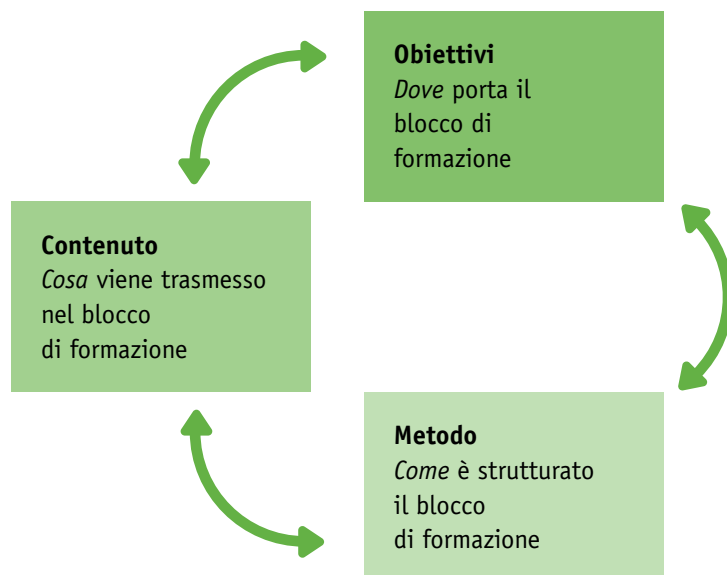 Obiettivi
Dove porta il
blocco di
formazione
Contenuto
Cosa viene trasmesso
nel blocco
di formazione
Metodo
Come è strutturato
il blocco
di formazione